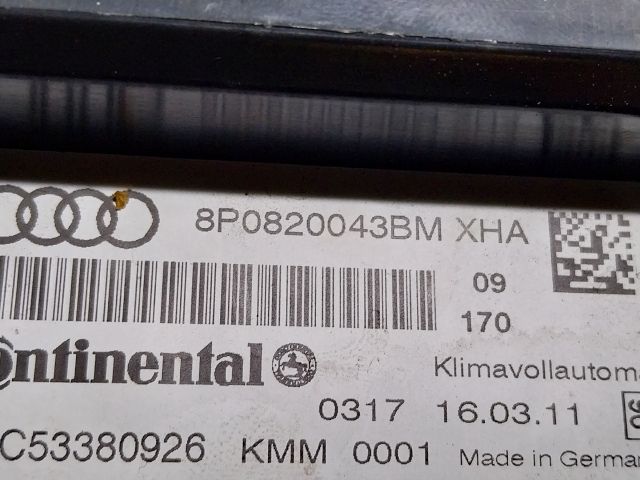 8P0820043BM XHA
09
170
Continental
Klimavollautoma
0317 16.03.11
C53380926 KMM 0001 Made in German